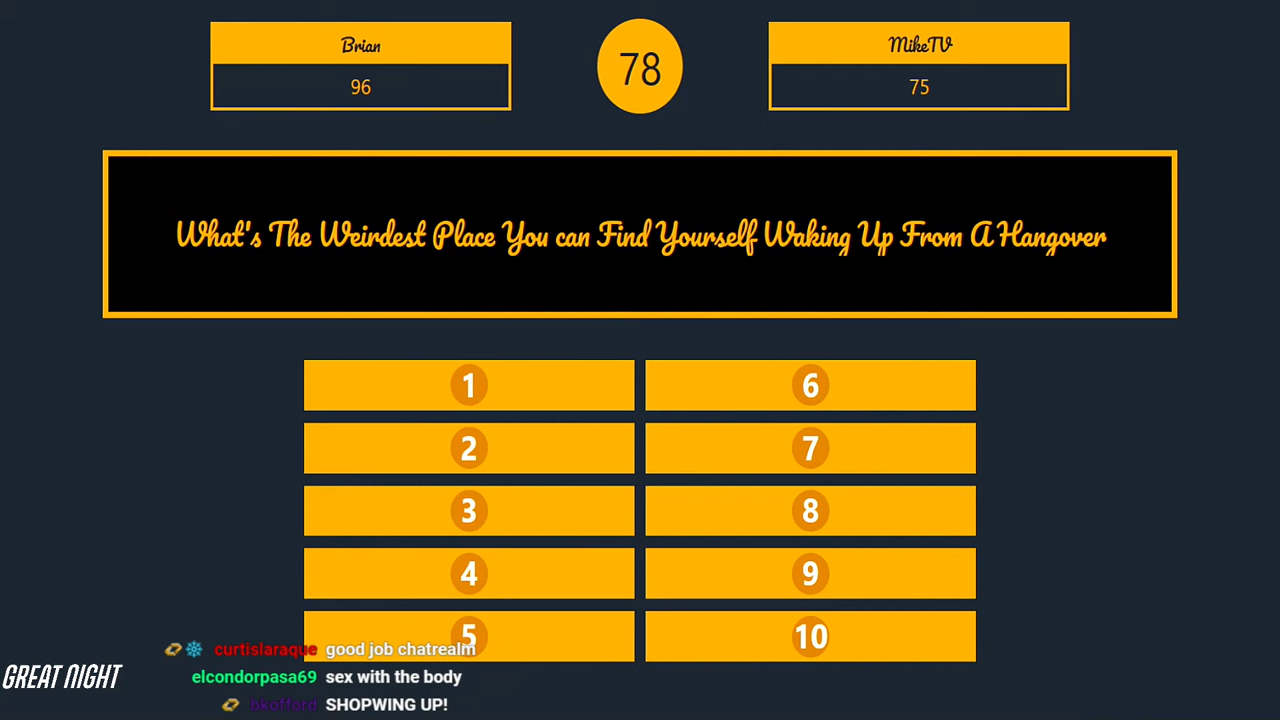 Brian
96
78
MikeTV
75
What's The Weirdest Place You can Find Yourself Waking Up From A Hangover
1
2
3
4
5
6
7
8
9
10
curtislaraque good job chatrealm
elcondorpasa69 sex with the body
bkofford SHOPWING UP!
GREAT NIGHT